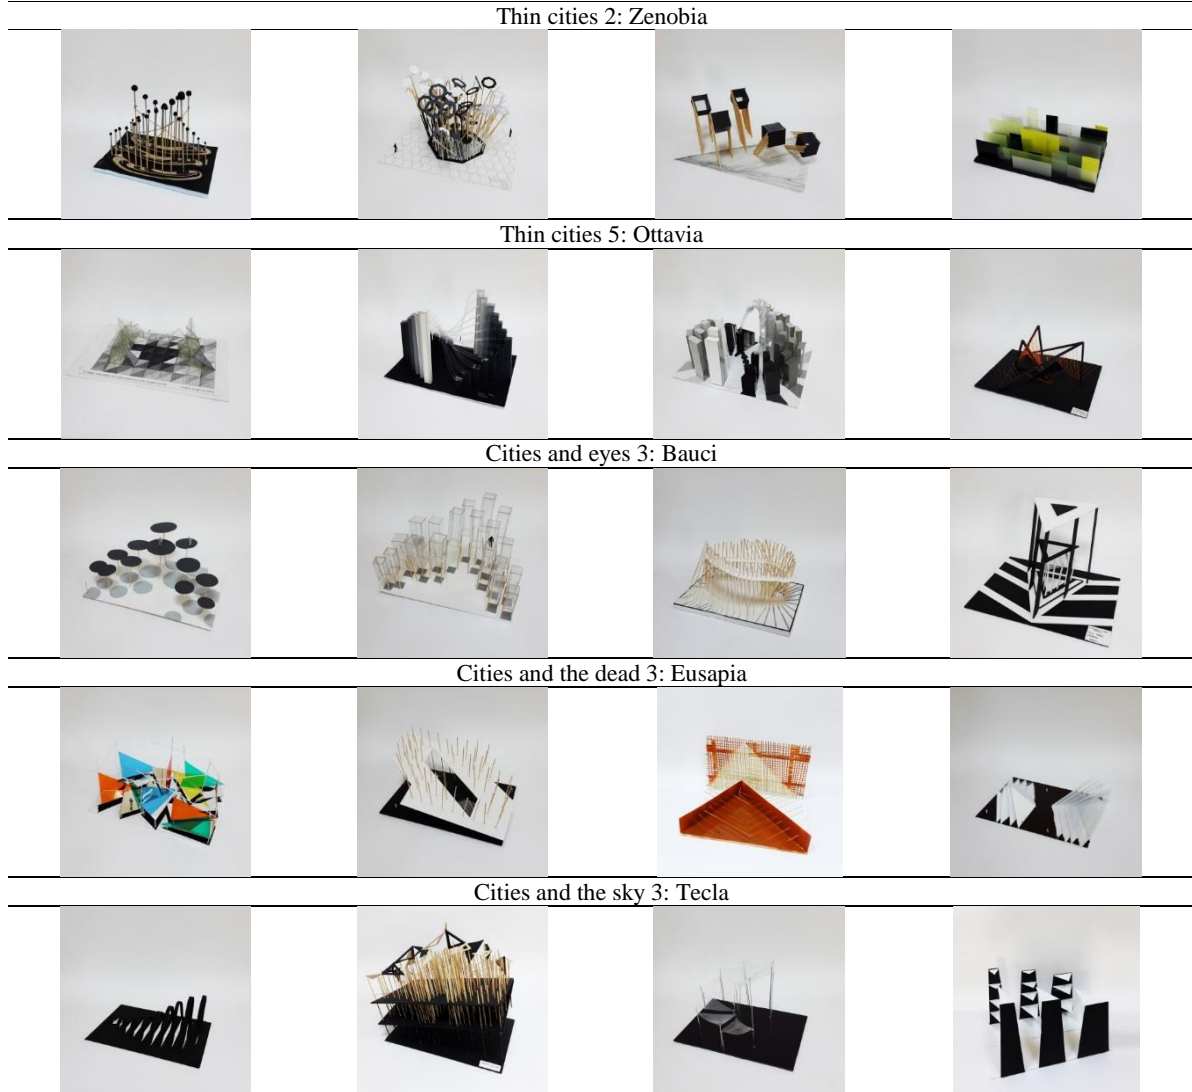 Thin cities 2: Zenobia
Thin cities 5: Ottavia
Cities and eyes 3: Bauci
Cities and the dead 3: Eusapia
Cities and the sky 3: Tecla